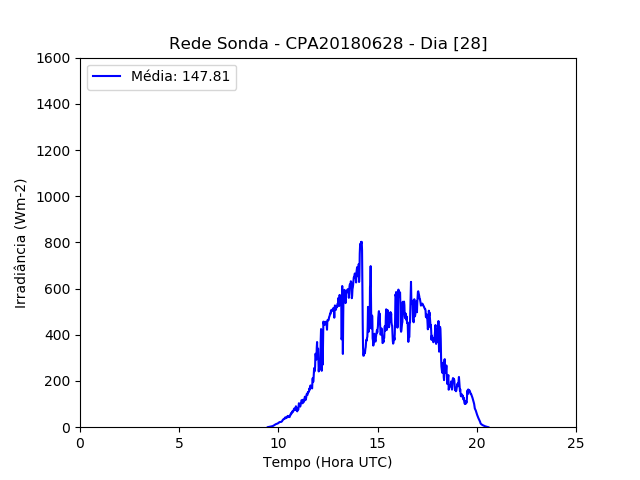 Rede Sonda - CPA20180628 - Dia [28]
Média: 147.81
1600
1400
1200
1000
800
600
400
200
0
Irradiância (Wm-2)
0 5 10 15 20 25
Tempo (Hora UTC)